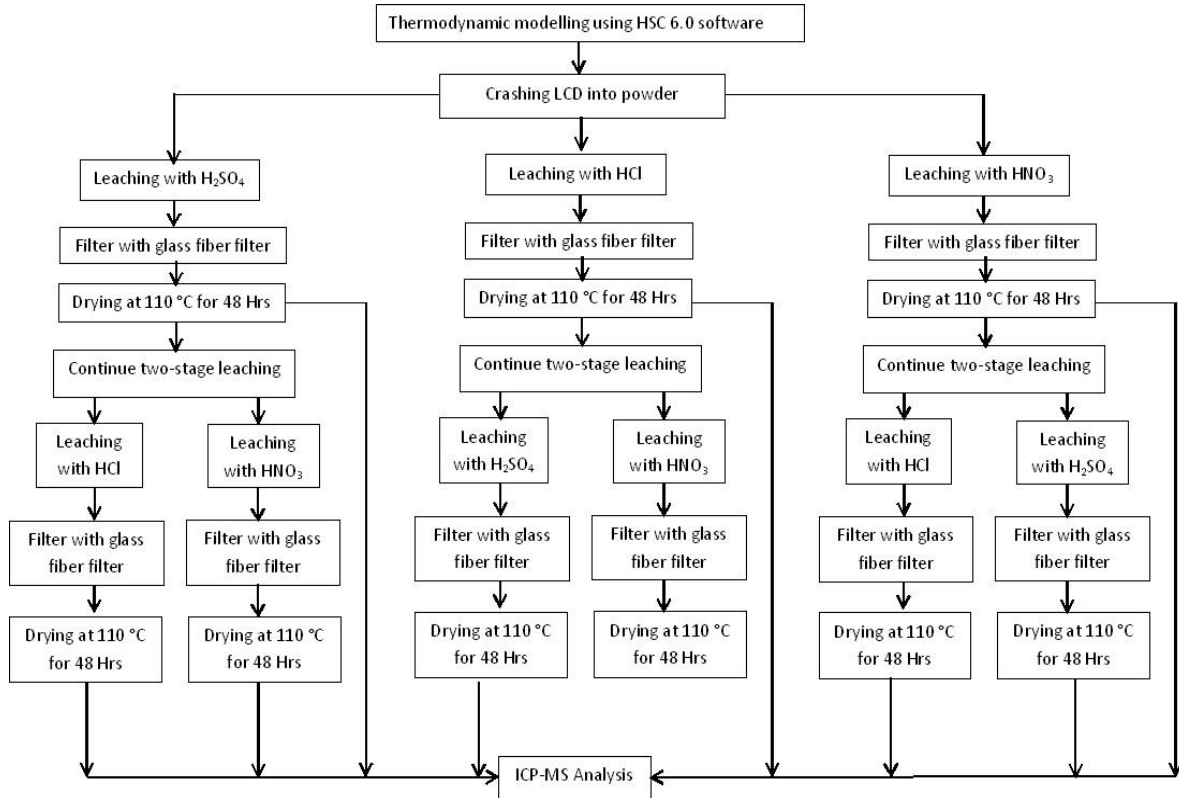 Thermodynamic modelling using HSC 6.0 software
Crashing LCD into powder
Leaching with H₂SO₄
Filter with glass fiber filter
Drying at 110 °C for 48 Hrs
Continue two-stage leaching
Leaching
with HCl
Filter with glass
fiber filter
Drying at 110 °C
for 48 Hrs
Leaching
with HNO₃
Filter with glass
fiber filter
Drying at 110 °C
for 48 Hrs
Leaching with HCl
Filter with glass fiber filter
Drying at 110 °C for 48 Hrs
Continue two-stage leaching
Leaching
with H₂SO₄
Filter with glass
fiber filter
Drying at 110 °C
for 48 Hrs
Leaching
with HNO₃
Filter with glass
fiber filter
Drying at 110 °C
for 48 Hrs
Leaching with HNO₃
Filter with glass fiber filter
Drying at 110 °C for 48 Hrs
Continue two-stage leaching
Leaching
with HCl
Filter with glass
fiber filter
Drying at 110 °C
for 48 Hrs
Leaching
with H₂SO₄
Filter with glass
fiber filter
Drying at 110 °C
for 48 Hrs
ICP-MS Analysis